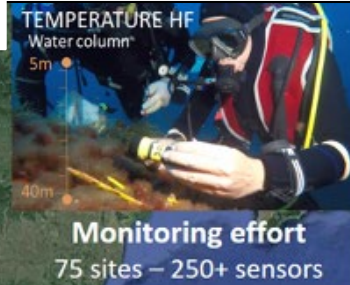 TEMPERATURE HF
Water column
5m
40m
Monitoring effort
75 sites – 250+ sensors